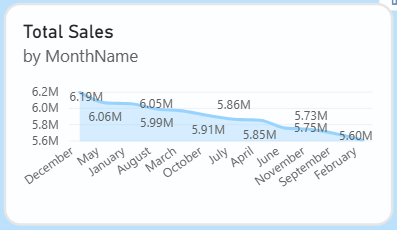 Total Sales
by MonthName
6.2M
6.0M
5.8M
5.6M
6.19M
6.06M
6.05M
5.99M
5.91M
5.86M
5.85M
5.73M
5.75M
5.60M
December
May
January
August
March
October
July
April
June
November
September
February